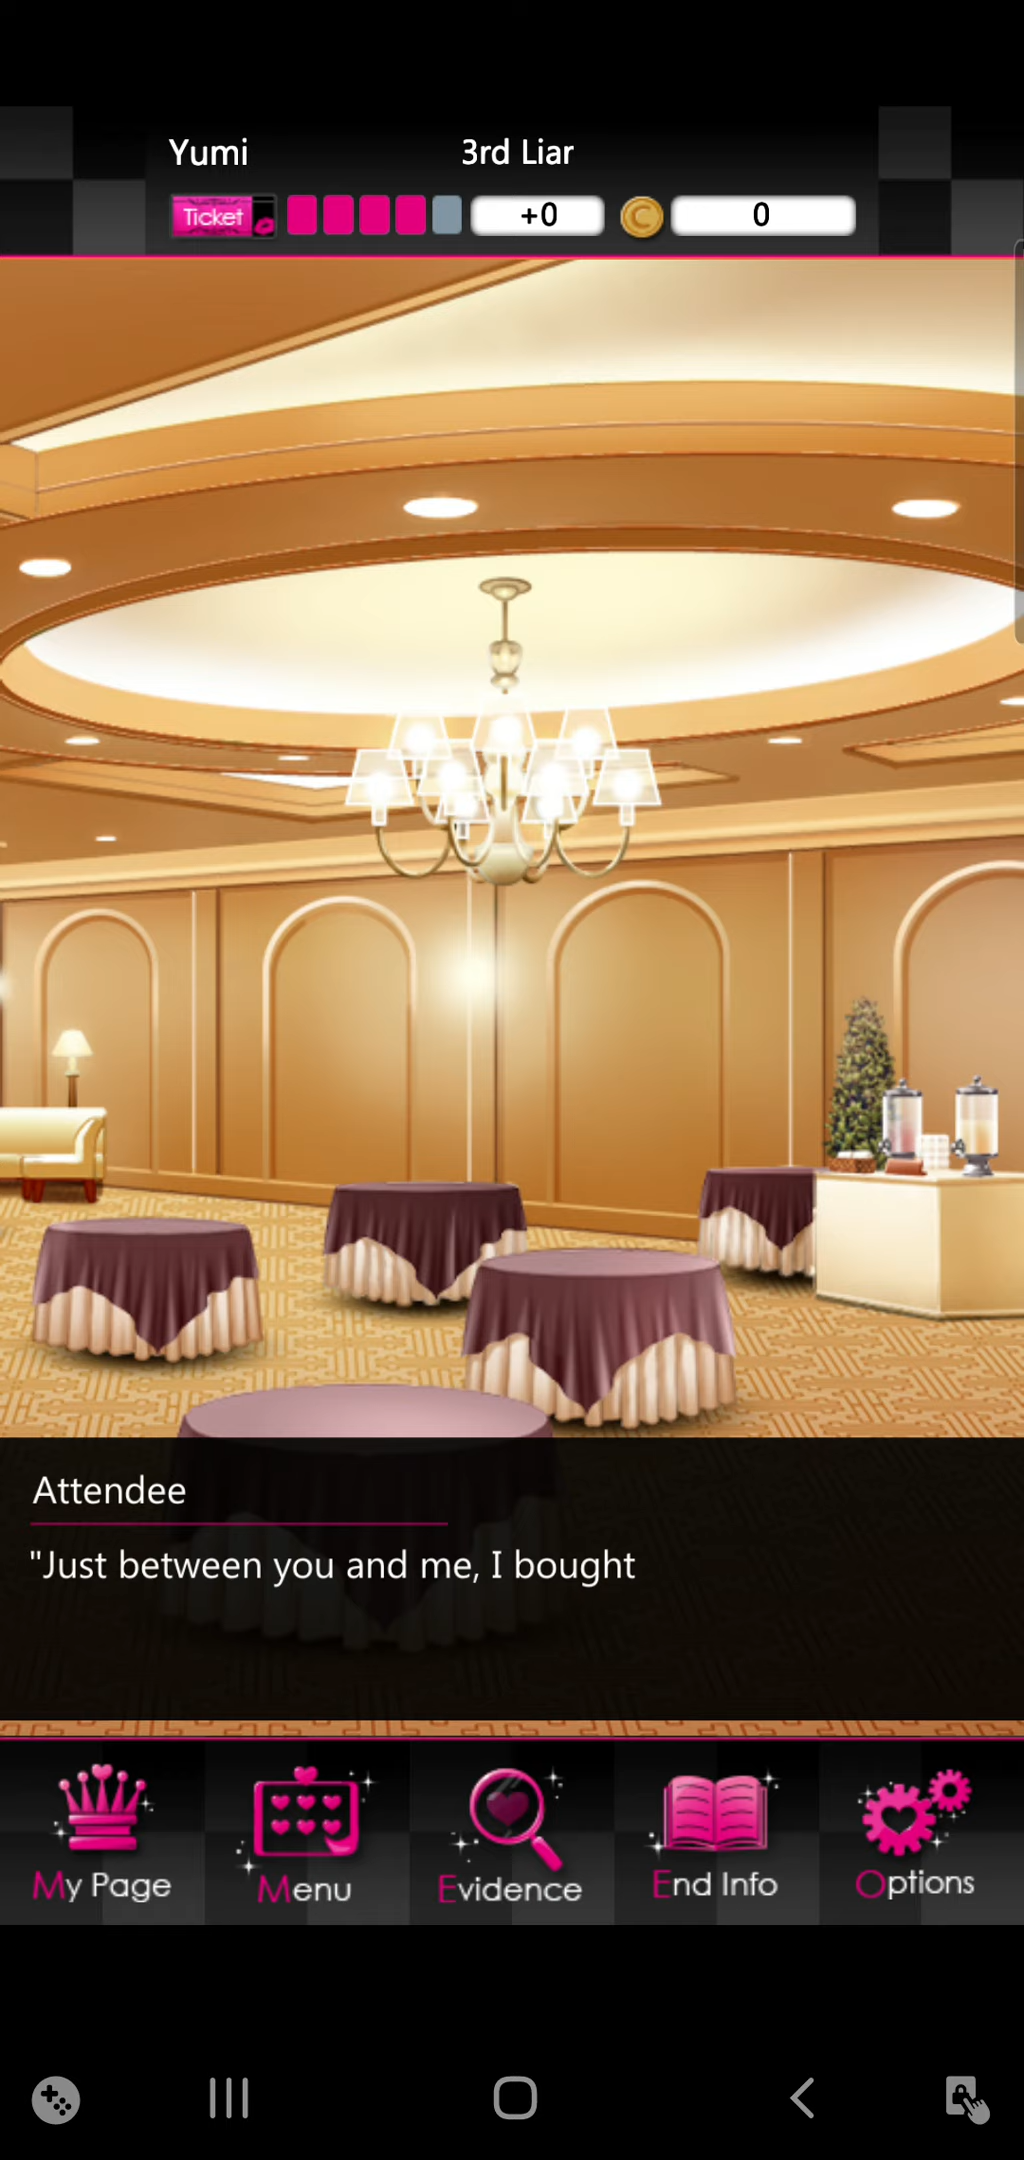 Yumi 3rd Liar
Ticket +0 C 0
Attendee
"Just between you and me, I bought
My Page Menu Evidence End Info Options